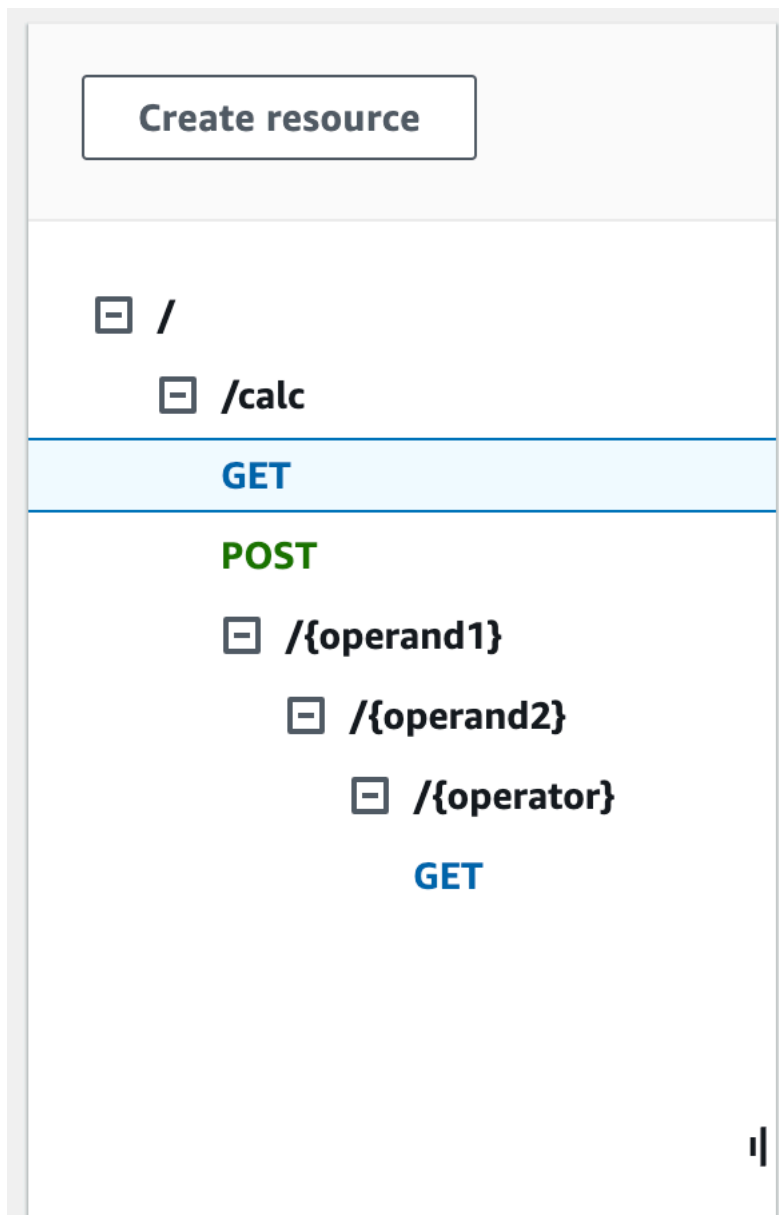 Create resource
/
/calc
GET
POST
/{operand1}
/{operand2}
/{operator}
GET